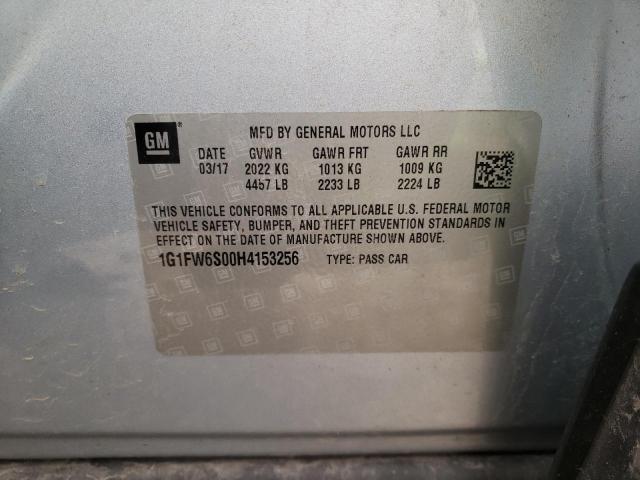 GM
MFD BY GENERAL MOTORS LLC
DATE GVWR GAWR FRT GAWR RR
03/17 2022 KG 1013 KG 1009 KG
4457 LB 2233 LB 2224 LB
THIS VEHICLE CONFORMS TO ALL APPLICABLE U.S. FEDERAL MOTOR
VEHICLE SAFETY, BUMPER, AND THEFT PREVENTION STANDARDS IN
EFFECT ON THE DATE OF MANUFACTURE SHOWN ABOVE.
1G1FW6S00H4153256 TYPE: PASS CAR